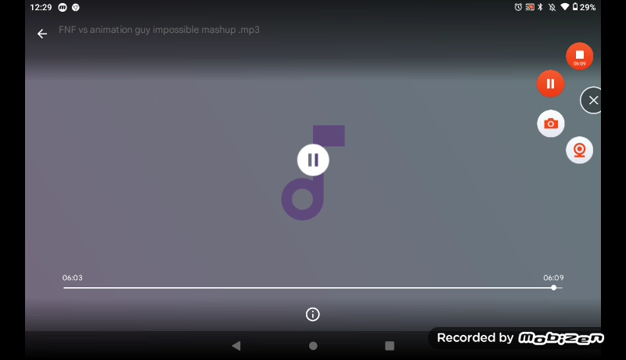 12:29
29%
FNF vs animation guy impossible mashup .mp3
06:09
06:03
06:09
Recorded by MOBIZEN